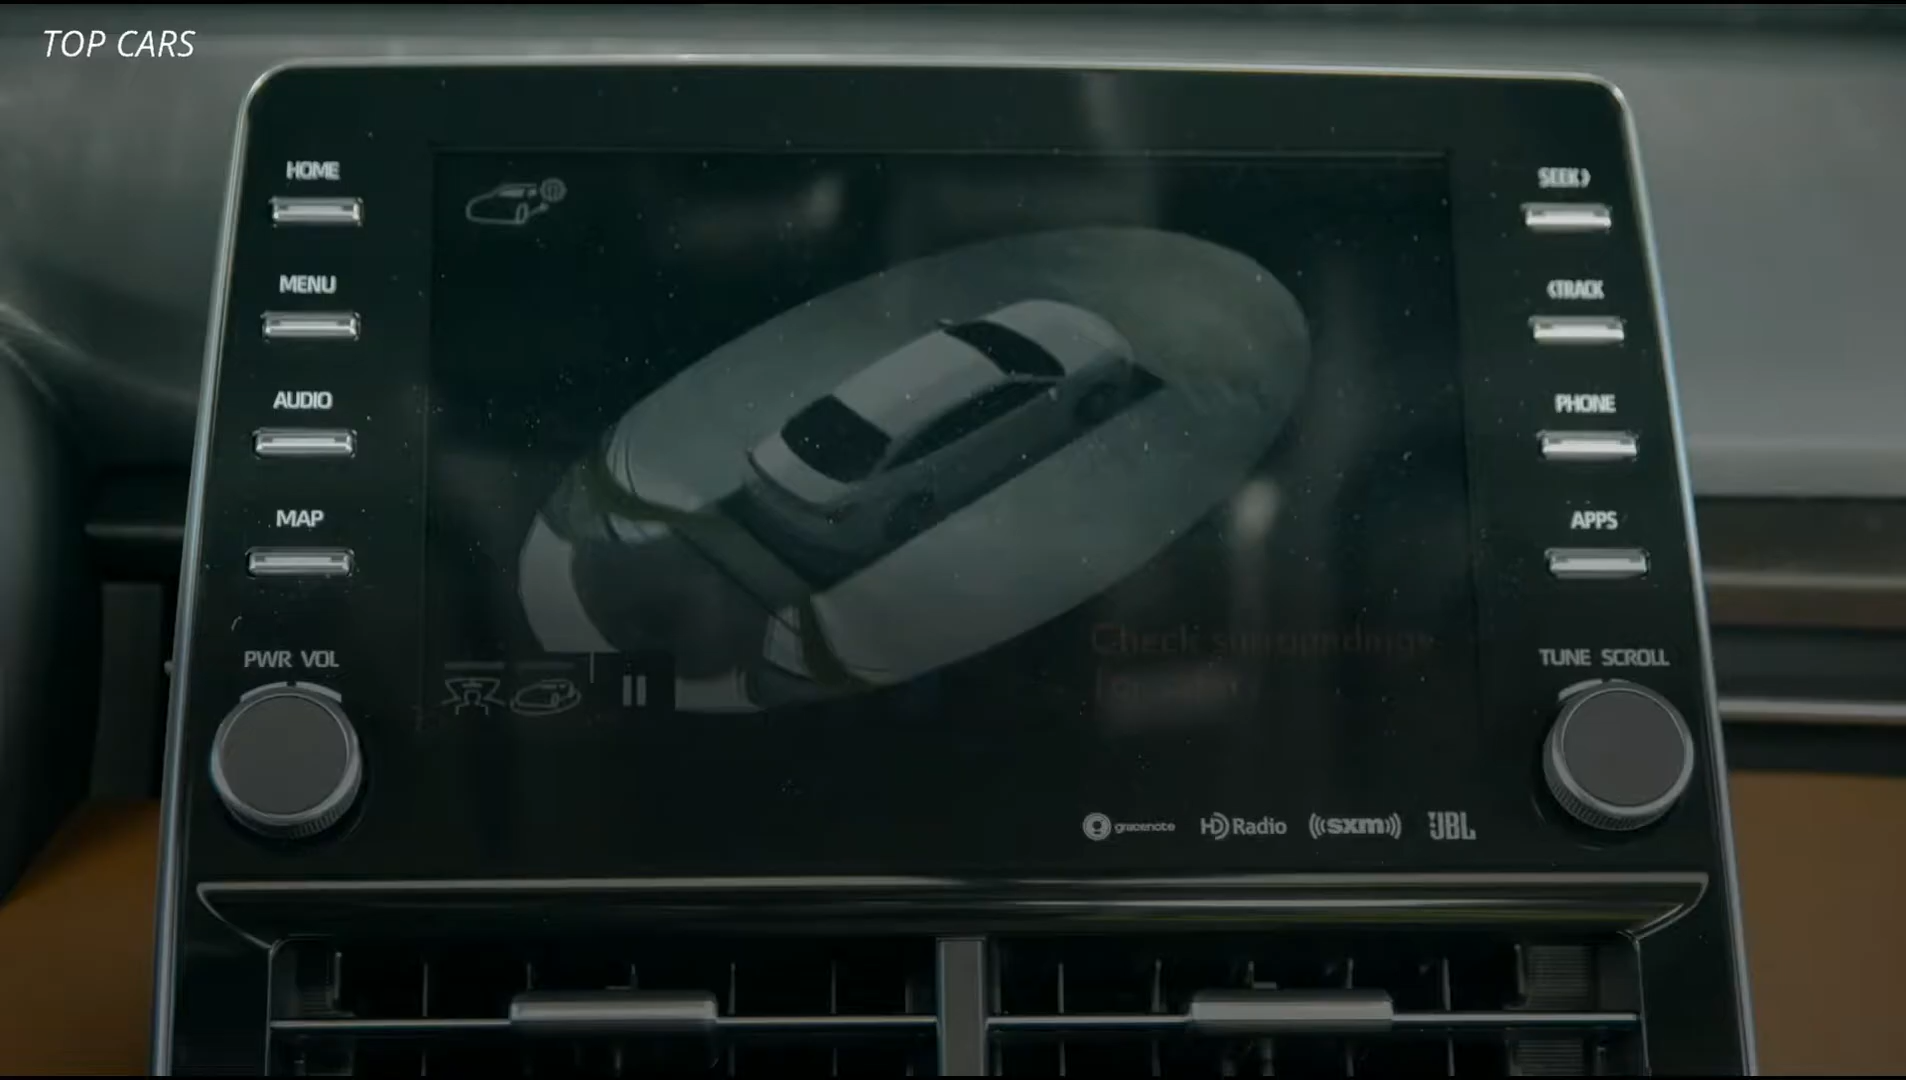 TOP CARS
HOME
MENU
AUDIO
MAP
PWR VOL
SEEK>
<TRACK
PHONE
APPS
TUNE SCROLL
Check surroundings
gracenote HD Radio ((sxm)) JBL